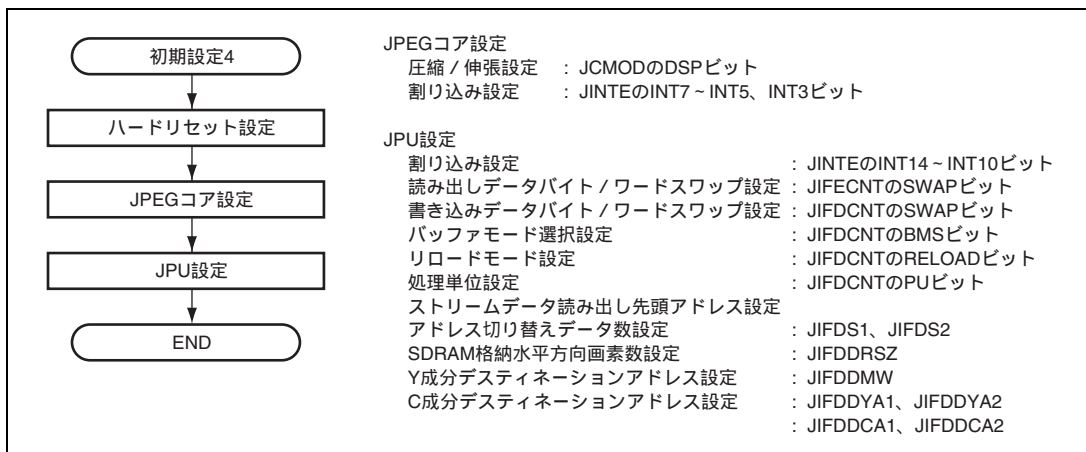 初期設定4
ハードリセット設定
JPEGコア設定
JPU設定
END
JPEGコア設定
圧縮／伸張設定 : JCMODのDSPビット
割り込み設定 : JINTEのINT7～INT5、INT3ビット
JPU設定
割り込み設定 : JINTEのINT14～INT10ビット
読み出しデータバイト／ワードスワップ設定 : JIFECNTのSWAPビット
書き込みデータバイト／ワードスワップ設定 : JIFDCNTのSWAPビット
バッファモード選択設定 : JIFDCNTのBMSビット
リロードモード設定 : JIFDCNTのRELOADビット
処理単位設定 : JIFDCNTのPUビット
ストリームデータ読み出し先頭アドレス設定
アドレス切り替えデータ数設定 : JIFDS1、JIFDS2
SDRAM格納水平方向画素数設定 : JIFDDRSZ
Y成分デスティネーションアドレス設定 : JIFDDMW
C成分デスティネーションアドレス設定 : JIFDDYA1、JIFDDYA2
: JIFDDCA1、JIFDDCA2